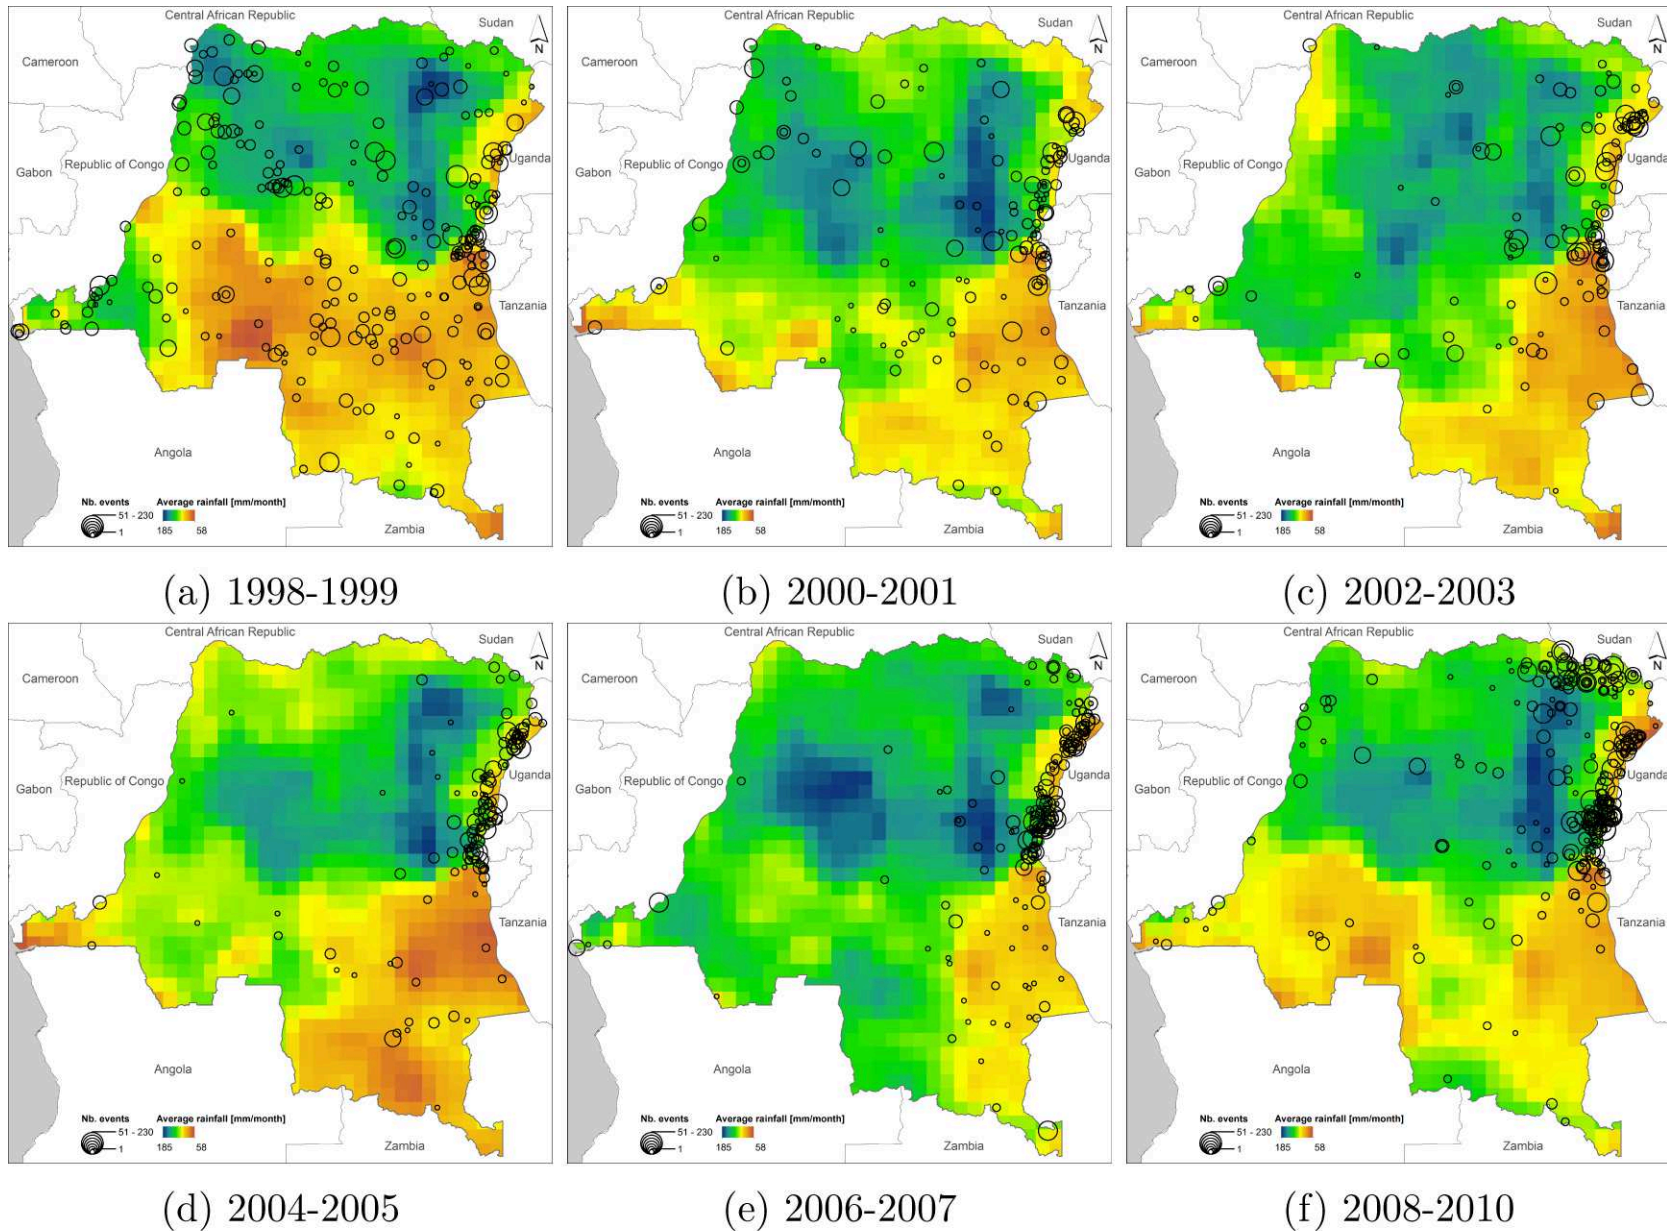 Central African Republic
Sudan
N
Cameroon
Gabon
Republic of Congo
Uganda
Tanzania
Angola
Zambia
Nb. events
51 - 230
1
Average rainfall [mm/month]
185 58
(a) 1998-1999
Central African Republic
Sudan
N
Cameroon
Gabon
Republic of Congo
Uganda
Tanzania
Angola
Zambia
Nb. events
51 - 230
1
Average rainfall [mm/month]
185 58
(b) 2000-2001
Central African Republic
Sudan
N
Cameroon
Gabon
Republic of Congo
Uganda
Tanzania
Angola
Zambia
Nb. events
51 - 230
1
Average rainfall [mm/month]
185 58
(c) 2002-2003
Central African Republic
Sudan
N
Cameroon
Gabon
Republic of Congo
Uganda
Tanzania
Angola
Zambia
Nb. events
51 - 230
1
Average rainfall [mm/month]
185 58
(d) 2004-2005
Central African Republic
Sudan
N
Cameroon
Gabon
Republic of Congo
Uganda
Tanzania
Angola
Zambia
Nb. events
51 - 230
1
Average rainfall [mm/month]
185 58
(e) 2006-2007
Central African Republic
Sudan
N
Cameroon
Gabon
Republic of Congo
Uganda
Tanzania
Angola
Zambia
Nb. events
51 - 230
1
Average rainfall [mm/month]
185 58
(f) 2008-2010